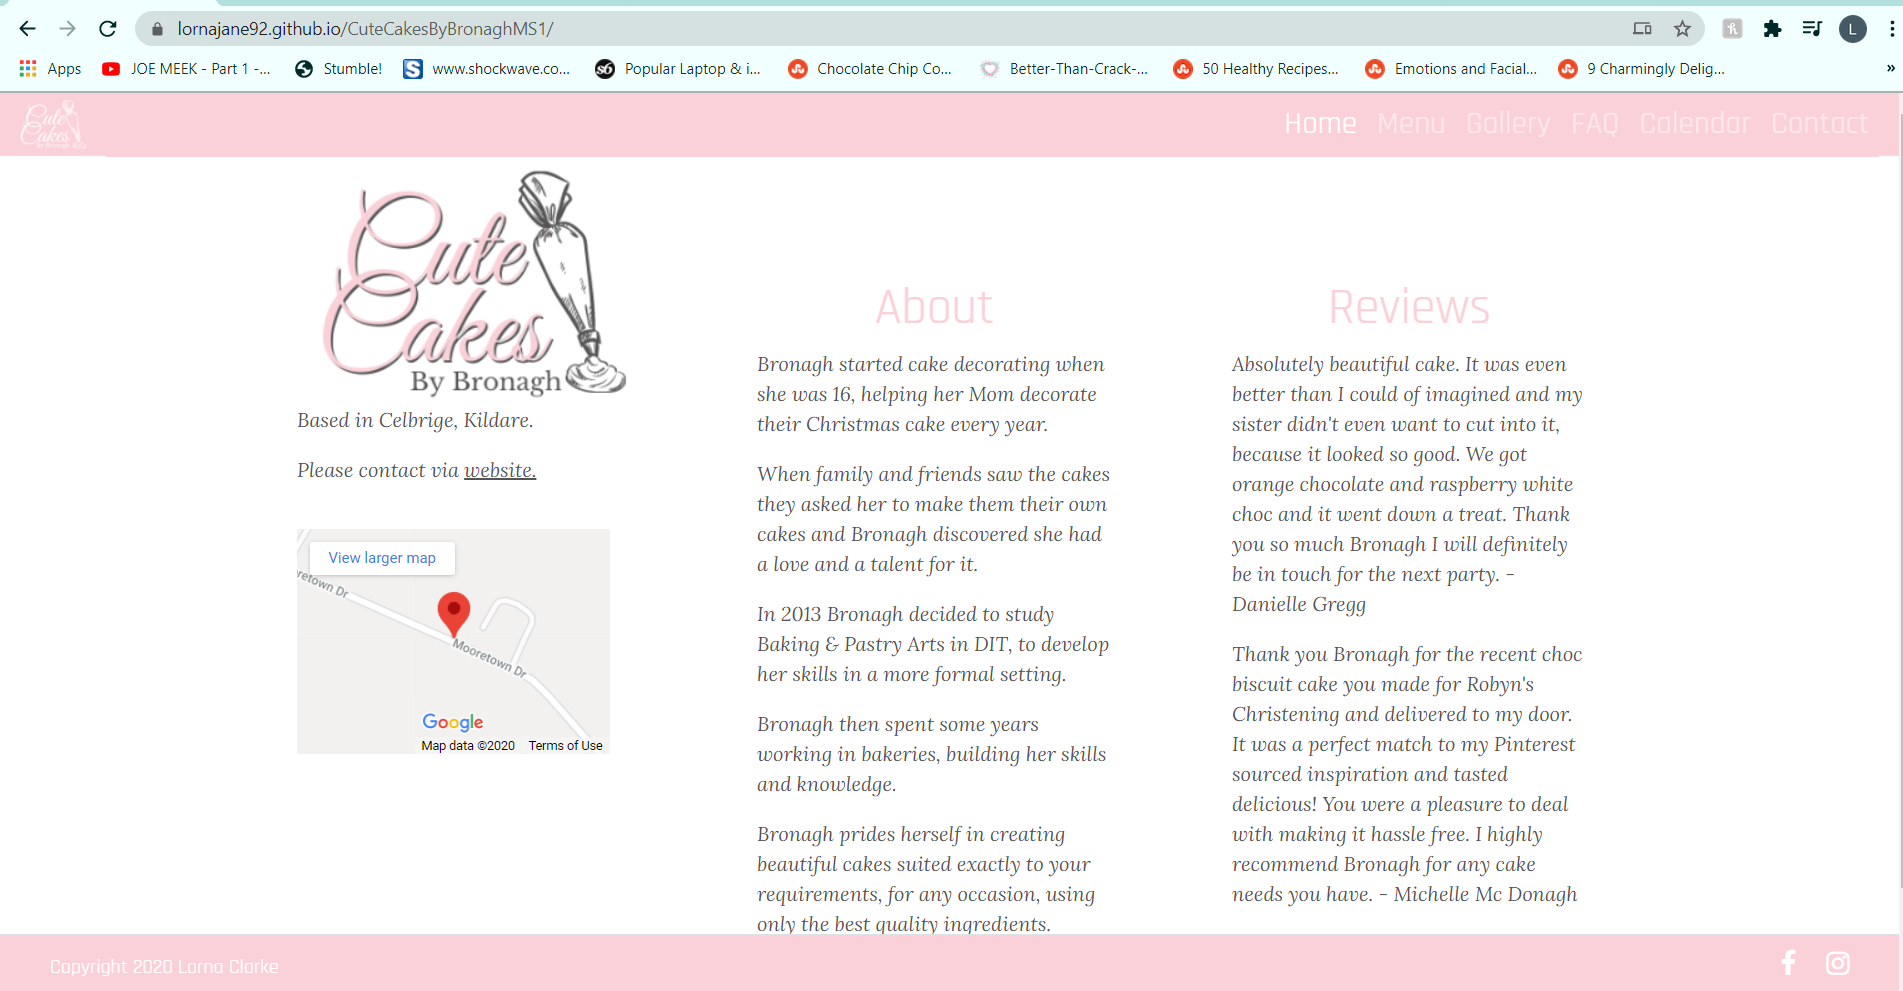 lornajane92.github.io/CuteCakesByBronaghMS1/
L
Apps
JOE MEEK - Part 1 -...
Stumble!
www.shockwave.co...
Popular Laptop & i...
Chocolate Chip Co...
Better-Than-Crack-...
50 Healthy Recipes...
Emotions and Facial...
9 Charmingly Delig...
»
Cute
Cakes
By Bronagh
Home
Menu
Gallery
FAQ
Calendar
Contact
Cute
Cakes
By Bronagh
Based in Celbrige, Kildare.
Please contact via website.
View larger map
retown Dr
Mooretown Dr
Google
Map data ©2020
Terms of Use
About
Bronagh started cake decorating when
she was 16, helping her Mom decorate
their Christmas cake every year.
When family and friends saw the cakes
they asked her to make them their own
cakes and Bronagh discovered she had
a love and a talent for it.
In 2013 Bronagh decided to study
Baking & Pastry Arts in DIT, to develop
her skills in a more formal setting.
Bronagh then spent some years
working in bakeries, building her skills
and knowledge.
Bronagh prides herself in creating
beautiful cakes suited exactly to your
requirements, for any occasion, using
only the best quality ingredients.
Reviews
Absolutely beautiful cake. It was even
better than I could of imagined and my
sister didn't even want to cut into it,
because it looked so good. We got
orange chocolate and raspberry white
choc and it went down a treat. Thank
you so much Bronagh I will definitely
be in touch for the next party. -
Danielle Gregg
Thank you Bronagh for the recent choc
biscuit cake you made for Robyn's
Christening and delivered to my door.
It was a perfect match to my Pinterest
sourced inspiration and tasted
delicious! You were a pleasure to deal
with making it hassle free. I highly
recommend Bronagh for any cake
needs you have. - Michelle Mc Donagh
Copyright 2020 Lorna Clarke